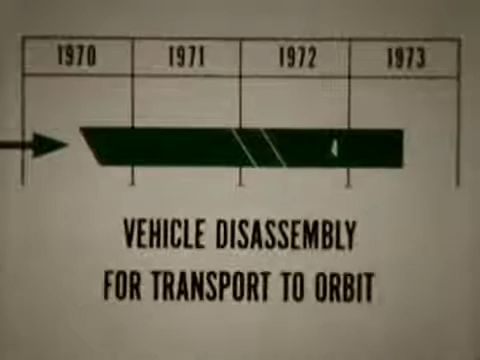 1970 1971 1972 1973
VEHICLE DISASSEMBLY
FOR TRANSPORT TO ORBIT